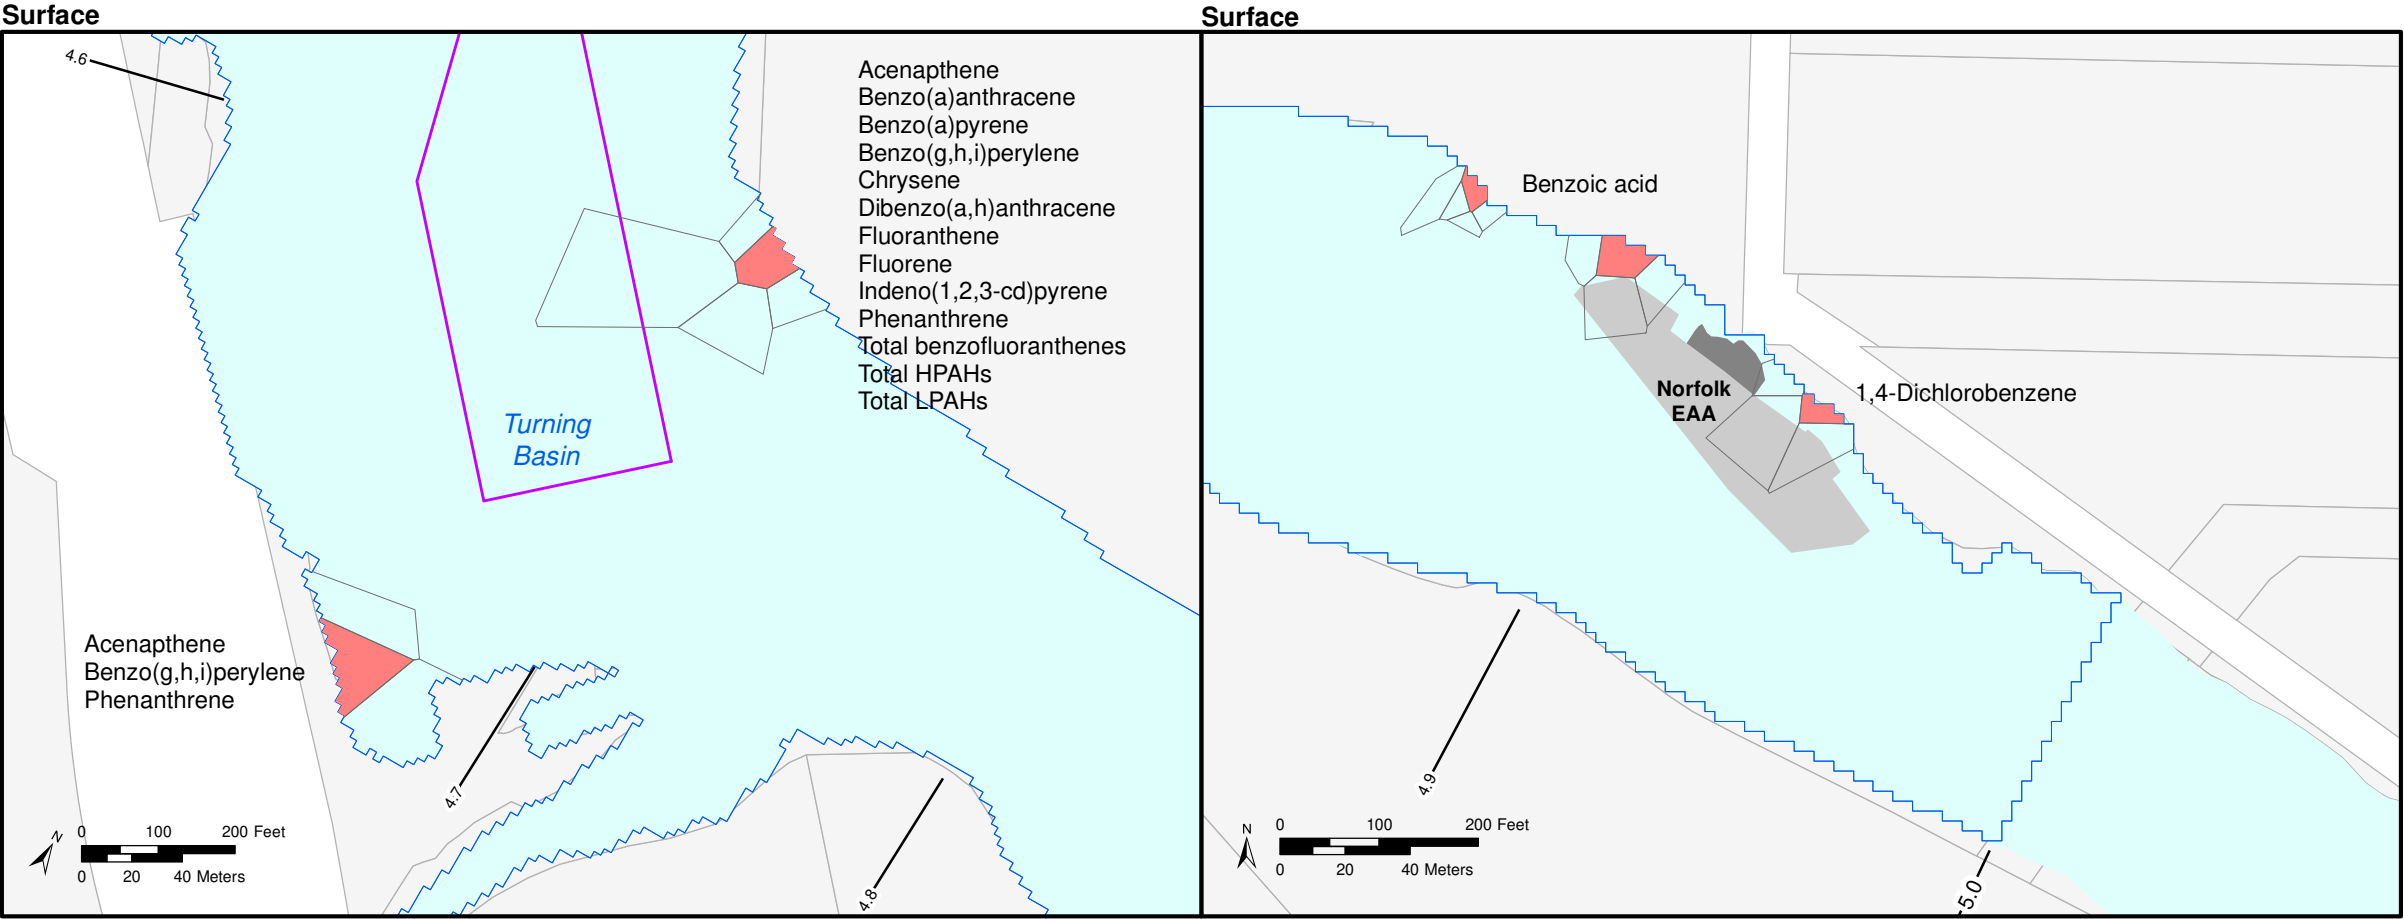 Surface
4.6
Acenapthene
Benzo(a)anthracene
Benzo(a)pyrene
Benzo(g,h,i)perylene
Chrysene
Dibenzo(a,h)anthracene
Fluoranthene
Fluorene
Indeno(1,2,3-cd)pyrene
Phenanthrene
Total benzofluoranthenes
Total HPAHs
Total LPAHs
Turning
Basin
Acenapthene
Benzo(g,h,i)perylene
Phenanthrene
4.7
4.8
N
0 100 200 Feet
0 20 40 Meters
Surface
Benzoic acid
Norfolk
EAA
1,4-Dichlorobenzene
4.9
5.0
N
0 100 200 Feet
0 20 40 Meters